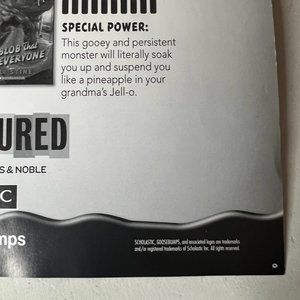 BLOB that
EVERYONE
STINE
SPECIAL POWER:
This gooey and persistent
monster will literally soak
you up and suspend you
like a pineapple in your
grandma's Jell-o.
URED
S & NOBLE
C
mps
SCHOLASTIC, GOOSEBUMPS, and associated logos are trademarks
and/or registered trademarks of Scholastic Inc. All rights reserved.